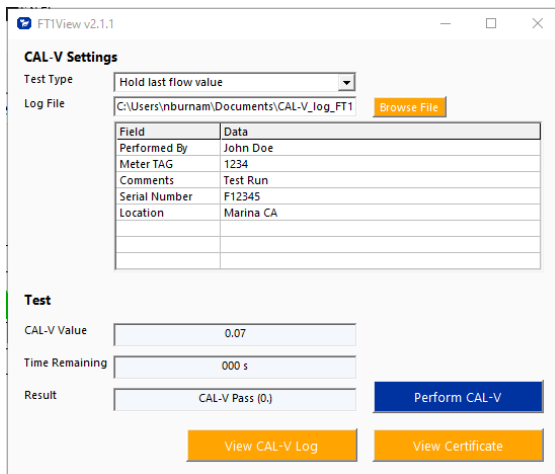 FT1View v2.1.1
CAL-V Settings
Test Type Hold last flow value
Log File C:\Users\nburnam\Documents\CAL-V_log_FT1 Browse File
Field Data
Performed By John Doe
Meter TAG 1234
Comments Test Run
Serial Number F12345
Location Marina CA
Test
CAL-V Value 0.07
Time Remaining 000 s
Result CAL-V Pass (0.) Perform CAL-V
View CAL-V Log View Certificate